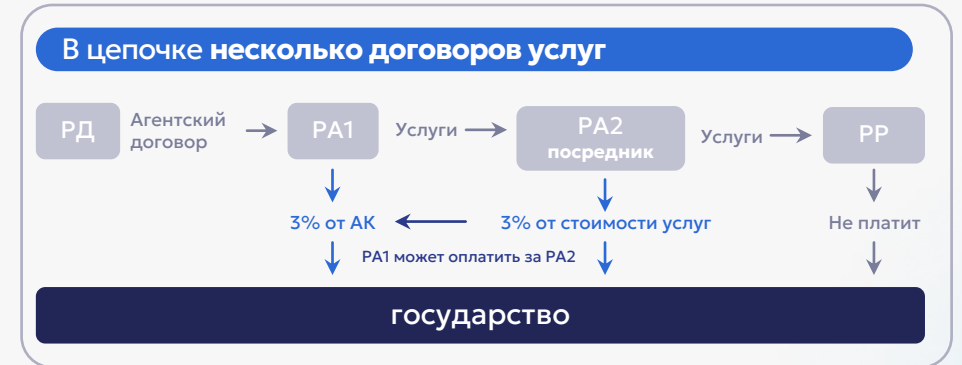 В цепочке несколько договоров услуг
РД
Агентский
договор
РА1
Услуги
РА2
посредник
Услуги
РР
3% от АК
3% от стоимости услуг
Не платит
РА1 может оплатить за РА2
государство